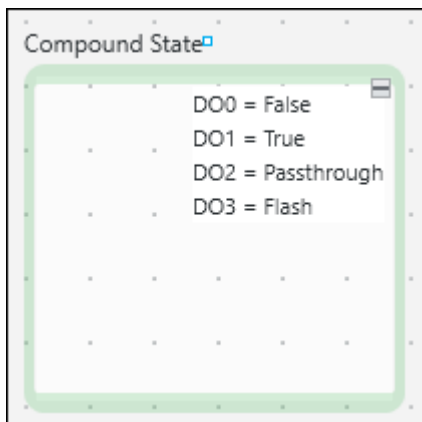 Compound State
DO0 = False
DO1 = True
DO2 = Passthrough
DO3 = Flash